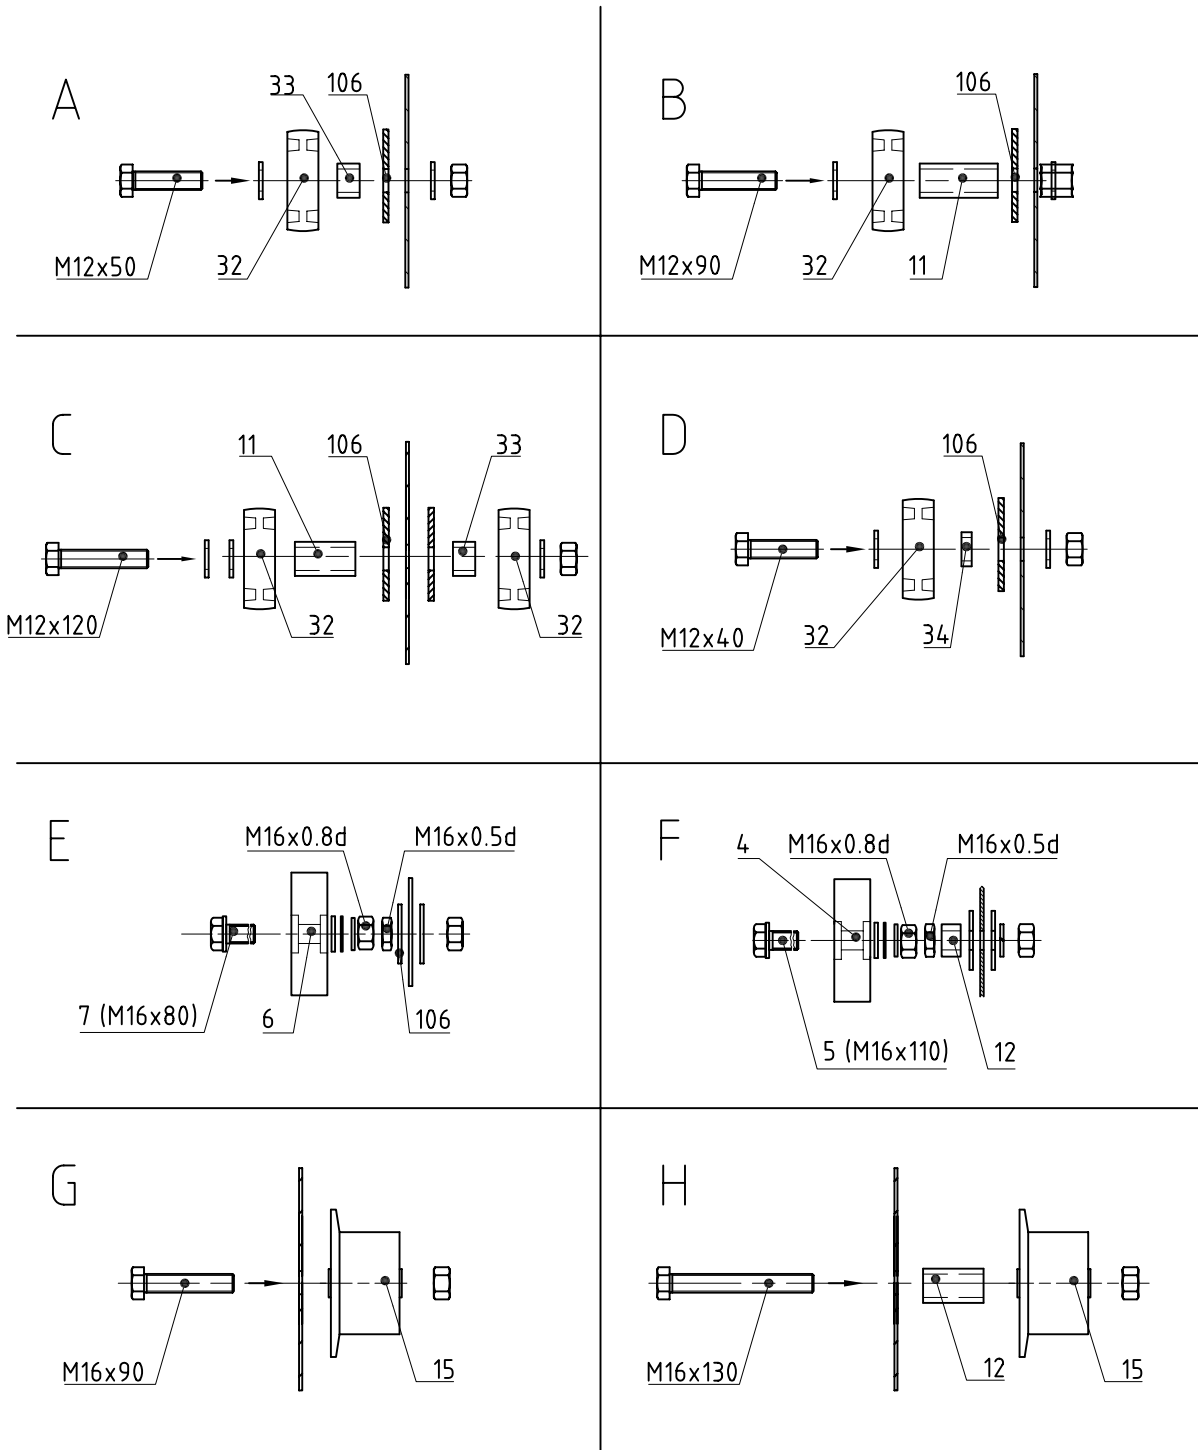 A
33
106
M12x50
32
B
106
M12x90
32
11
C
11
106
33
M12x120
32
32
D
106
M12x40
32
34
E
M16x0.8d
M16x0.5d
7 (M16x80)
6
106
F
4
M16x0.8d
M16x0.5d
5 (M16x110)
12
G
M16x90
15
H
M16x130
12
15